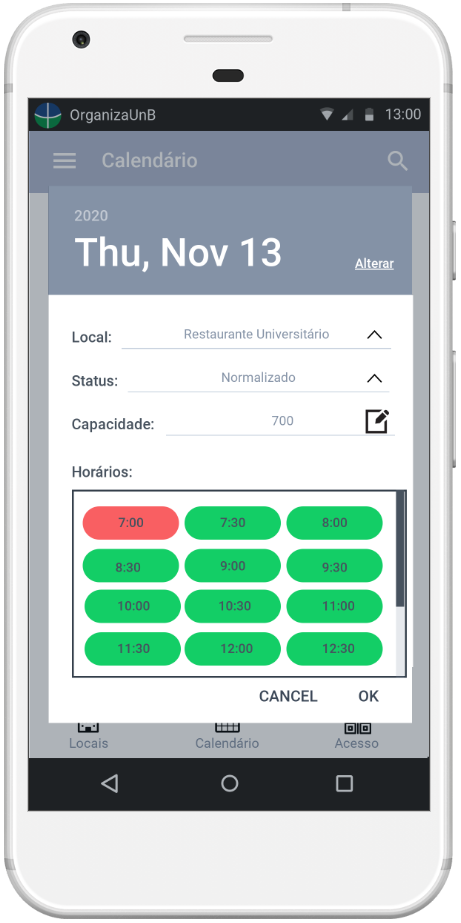 OrganizaUnB 13:00
Calendário
2020
Thu, Nov 13
Alterar
Local: Restaurante Universitário
Status: Normalizado
Capacidade: 700
Horários:
7:00 7:30 8:00
8:30 9:00 9:30
10:00 10:30 11:00
11:30 12:00 12:30
CANCEL OK
Locais Calendário Acesso